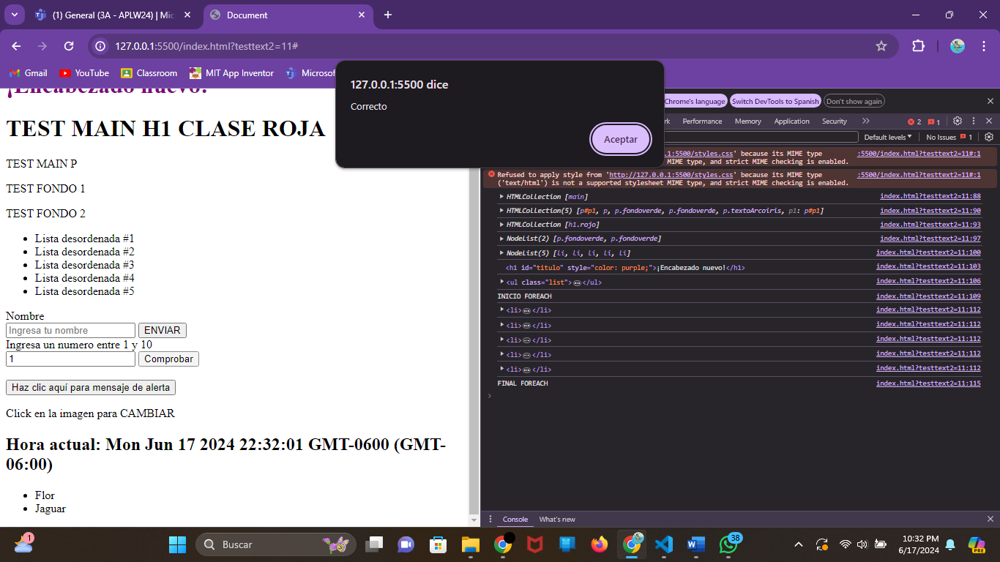 (1) General (3A - APLW24) | Mic
Document
127.0.0.1:5500/index.html?testtext2=11#
Gmail
YouTube
Classroom
MIT App Inventor
Microsof
127.0.0.1:5500 dice
Correcto
Aceptar
¡Encabezado nuevo!
TEST MAIN H1 CLASE ROJA
TEST MAIN P
TEST FONDO 1
TEST FONDO 2
• Lista desordenada #1
• Lista desordenada #2
• Lista desordenada #3
• Lista desordenada #4
• Lista desordenada #5
Nombre
Ingresa tu nombre ENVIAR
Ingresa un numero entre 1 y 10
1 Comprobar
Haz clic aquí para mensaje de alerta
Click en la imagen para CAMBIAR
Hora actual: Mon Jun 17 2024 22:32:01 GMT-0600 (GMT-
06:00)
• Flor
• Jaguar
Chrome's language Switch DevTools to Spanish Don't show again
rk Performance Memory Application Security 2 1
Default levels No Issues 1
.1:5500/styles.css' because its MIME type :5500/index.html?testtext2=11#:1
MIME type, and strict MIME checking is enabled.
Refused to apply style from 'http://127.0.0.1:5500/styles.css' because its MIME type :5500/index.html?testtext2=11#:1
('text/html') is not a supported stylesheet MIME type, and strict MIME checking is enabled.
HTMLCollection [main] index.html?testtext2=11:88
HTMLCollection(5) [p#p1, p, p.fondoverde, p.fondoverde, p.textoArcoiris, p1: p#p1] index.html?testtext2=11:90
HTMLCollection [h1.rojo] index.html?testtext2=11:93
NodeList(2) [p.fondoverde, p.fondoverde] index.html?testtext2=11:97
NodeList(5) [li, li, li, li, li] index.html?testtext2=11:100
<h1 id="titulo" style="color: purple;">¡Encabezado nuevo!</h1> index.html?testtext2=11:103
<ul class="list">…</ul> index.html?testtext2=11:106
INICIO FOREACH index.html?testtext2=11:109
<li>…</li> index.html?testtext2=11:112
<li>…</li> index.html?testtext2=11:112
<li>…</li> index.html?testtext2=11:112
<li>…</li> index.html?testtext2=11:112
<li>…</li> index.html?testtext2=11:112
FINAL FOREACH index.html?testtext2=11:115
Console What's new
1
Buscar
38
10:32 PM
6/17/2024
PRE